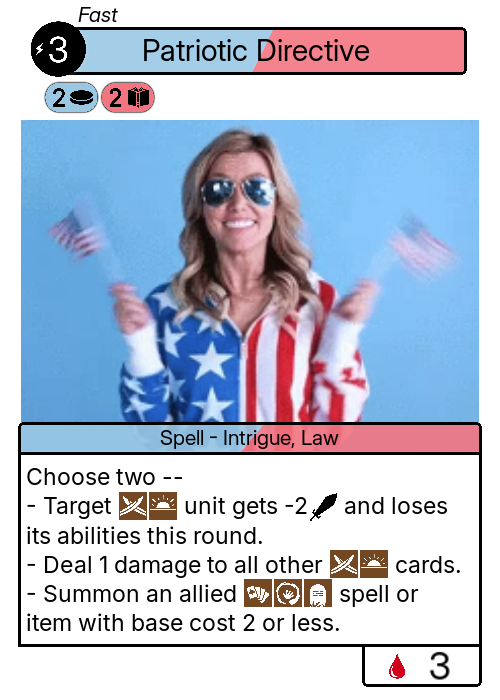 Fast
3
Patriotic Directive
2 2
Spell - Intrigue, Law
Choose two --
- Target unit gets -2 and loses
its abilities this round.
- Deal 1 damage to all other cards.
- Summon an allied spell or
item with base cost 2 or less.
3